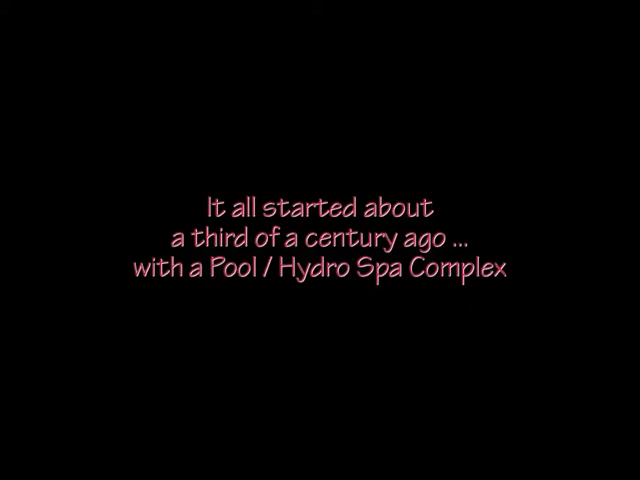 It all started about
a third of a century ago ...
with a Pool / Hydro Spa Complex